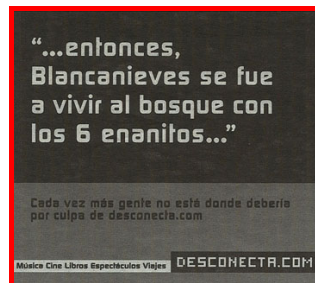 “...entonces,
Blancanieves se fue
a vivir al bosque con
los 6 enanitos...”
Cada vez más gente no está donde debería
por culpa de desconecta.com
Música Cine Libros Espectáculos Viajes DESCONECTA.COM